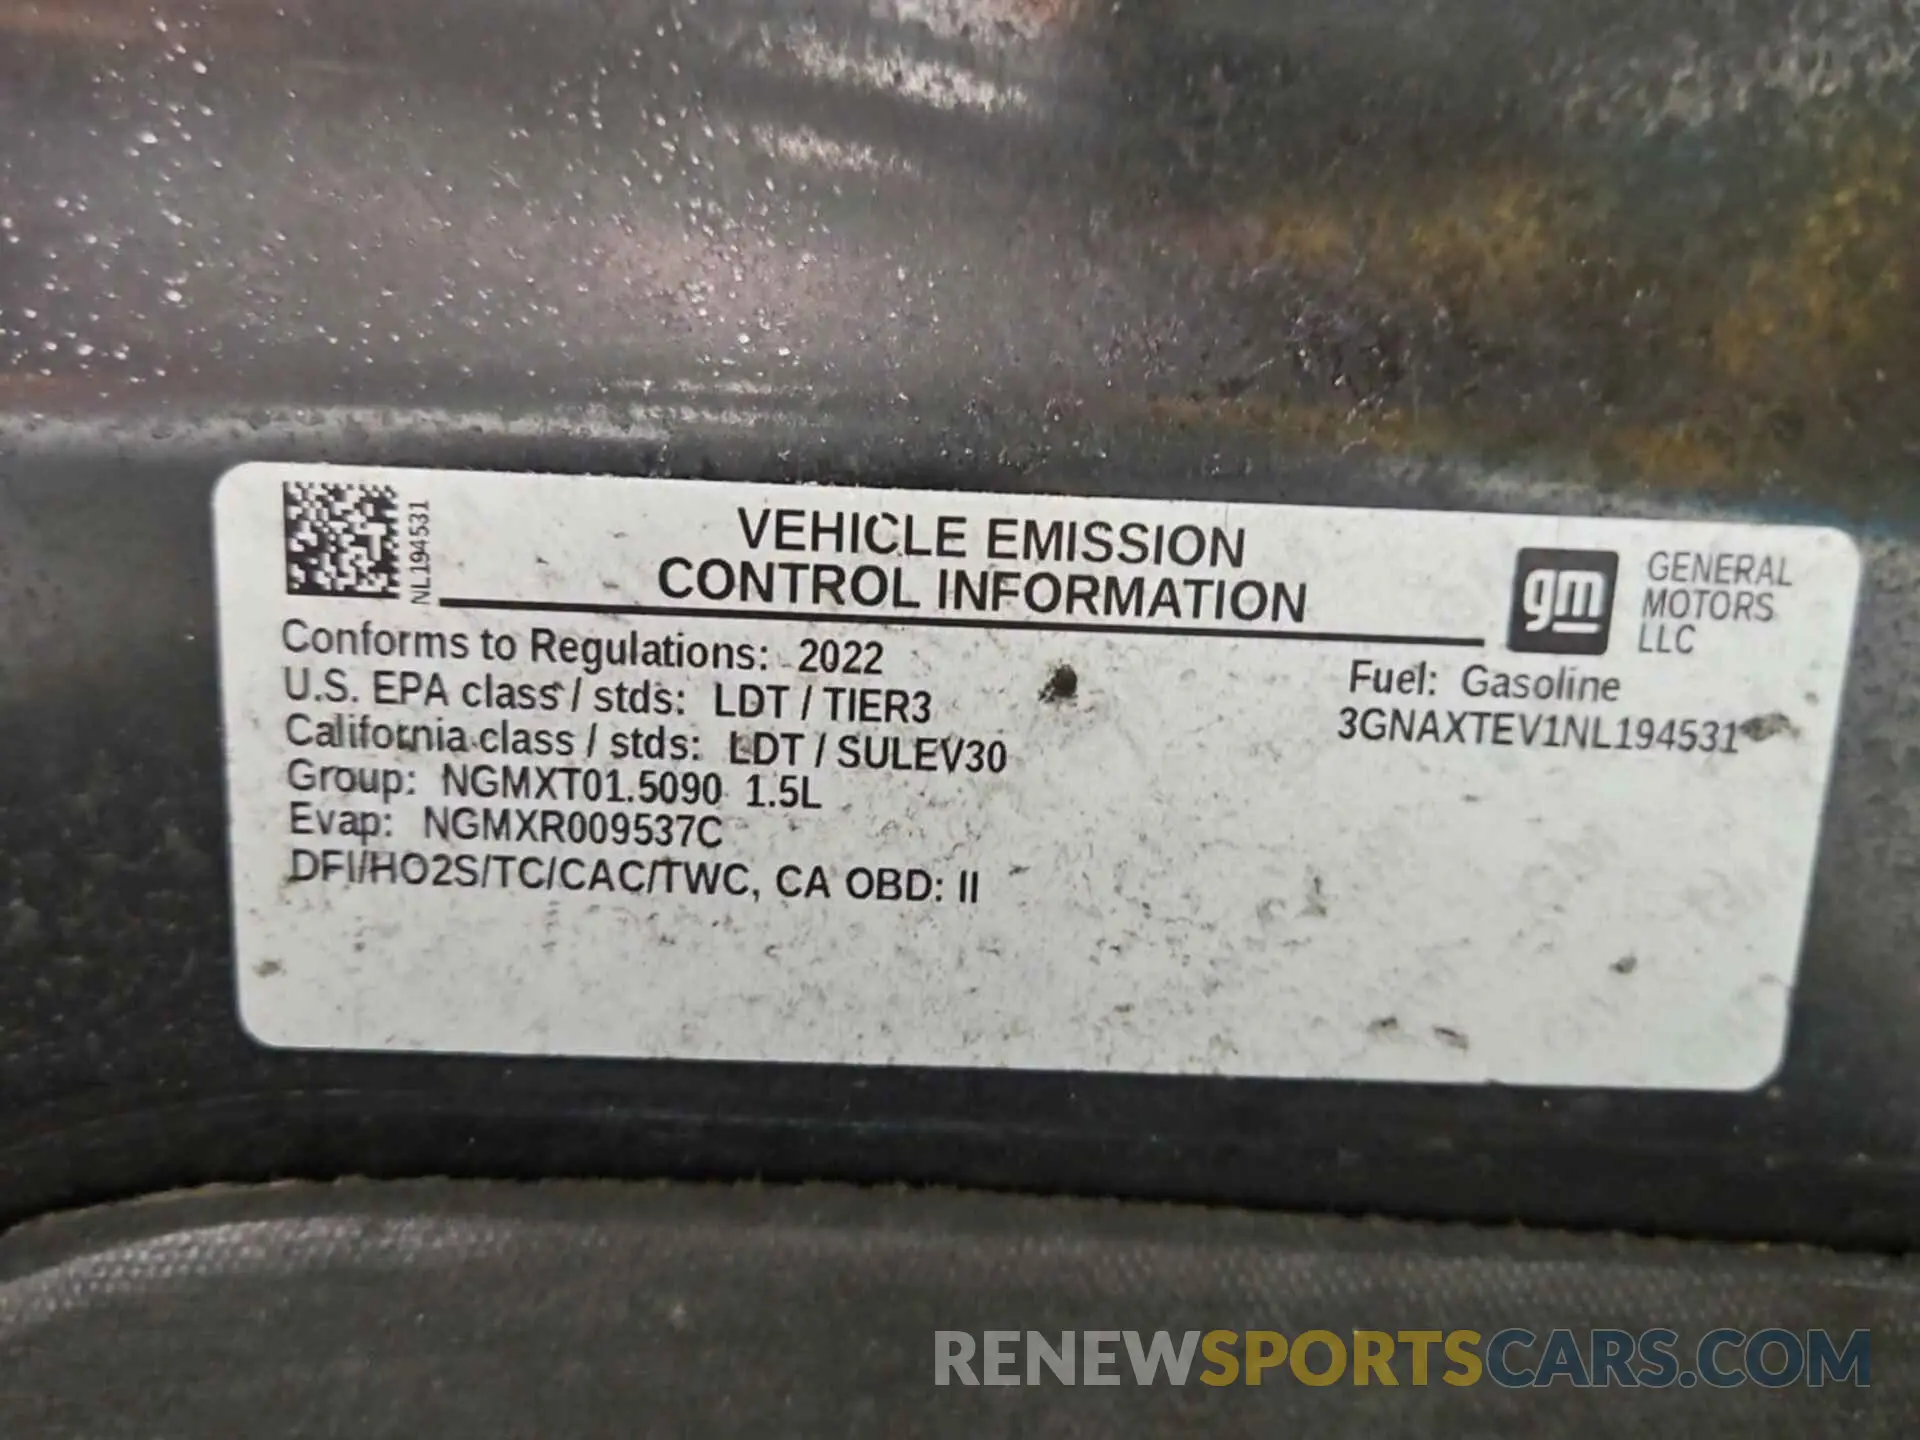 NL194531
VEHICLE EMISSION
CONTROL INFORMATION
gm
GENERAL
MOTORS
LLC
Conforms to Regulations: 2022
U.S. EPA class / stds: LDT / TIER3
California class / stds: LDT / SULEV30
Group: NGMXT01.5090 1.5L
Evap: NGMXR009537C
DFI/HO2S/TC/CAC/TWC, CA OBD: II
Fuel: Gasoline
3GNAXTEV1NL194531
RENEWSPORTSCARS.COM